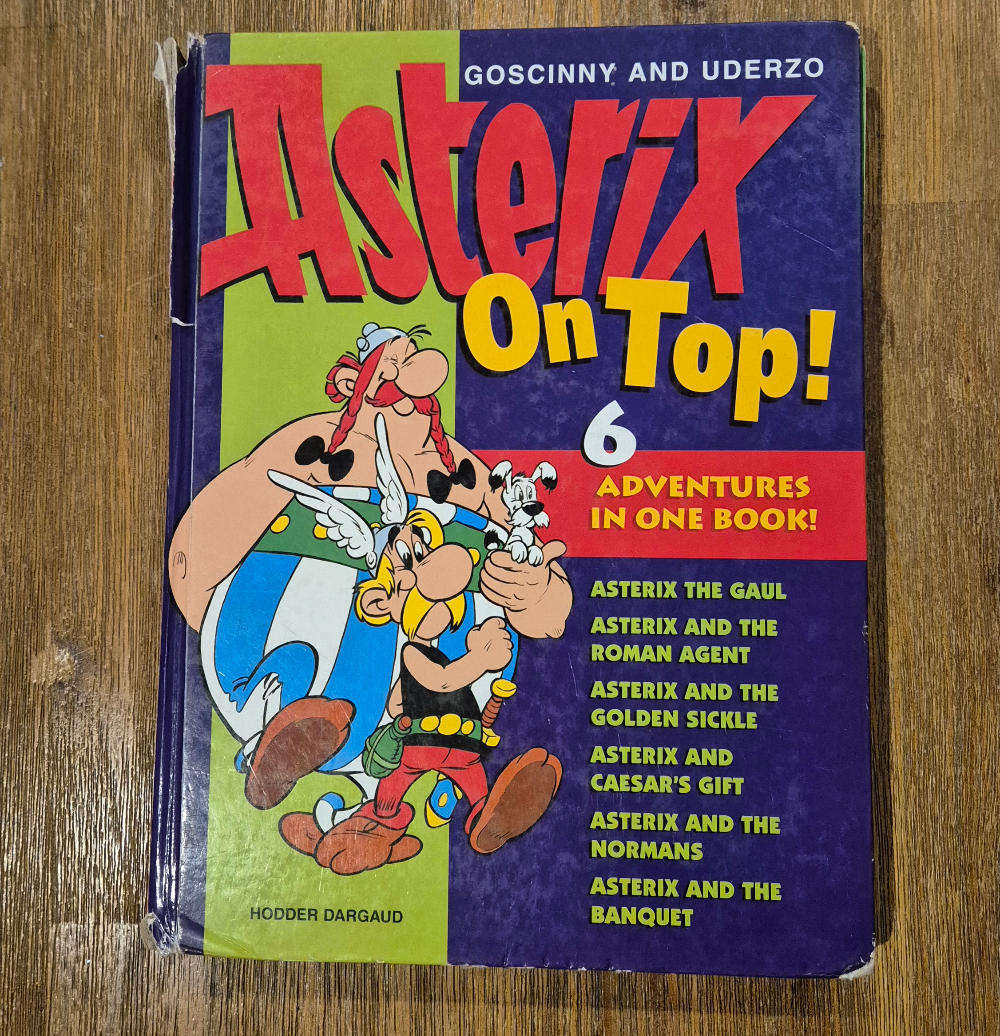 GOSCINNY AND UDERZO
Asterix
On Top!
6
ADVENTURES
IN ONE BOOK!
ASTERIX THE GAUL
ASTERIX AND THE
ROMAN AGENT
ASTERIX AND THE
GOLDEN SICKLE
ASTERIX AND
CAESAR'S GIFT
ASTERIX AND THE
NORMANS
ASTERIX AND THE
BANQUET
HODDER DARGAUD